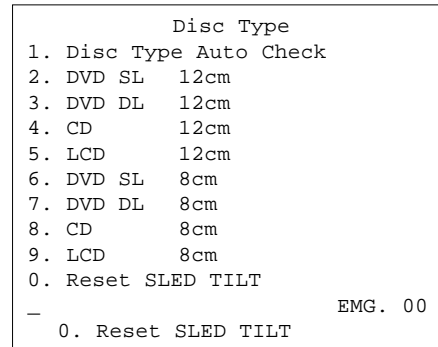 Disc Type
1. Disc Type Auto Check
2. DVD SL 12cm
3. DVD DL 12cm
4. CD 12cm
5. LCD 12cm
6. DVD SL 8cm
7. DVD DL 8cm
8. CD 8cm
9. LCD 8cm
0. Reset SLED TILT
_ EMG. 00
0. Reset SLED TILT